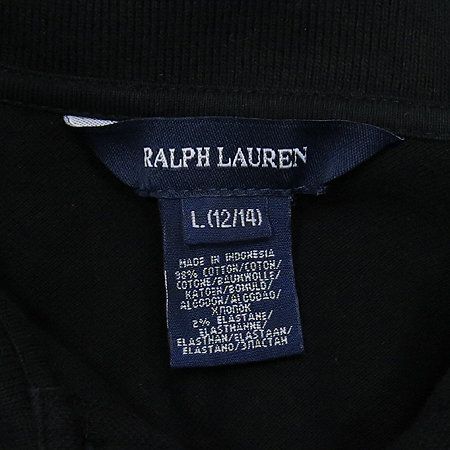 RALPH LAUREN
L.(12/14)
MADE IN INDONESIA
98% COTTON/COTON/
COTONE/BAUMWOLLE/
KATOEN/BOMULD/
ALGODON/ALGODAO/
ХЛОПОК
2% ELASTANE/
ELASTHANNE/
ELASTHAN/ELASTAAN/
ELASTANO/ЭЛАСТАН